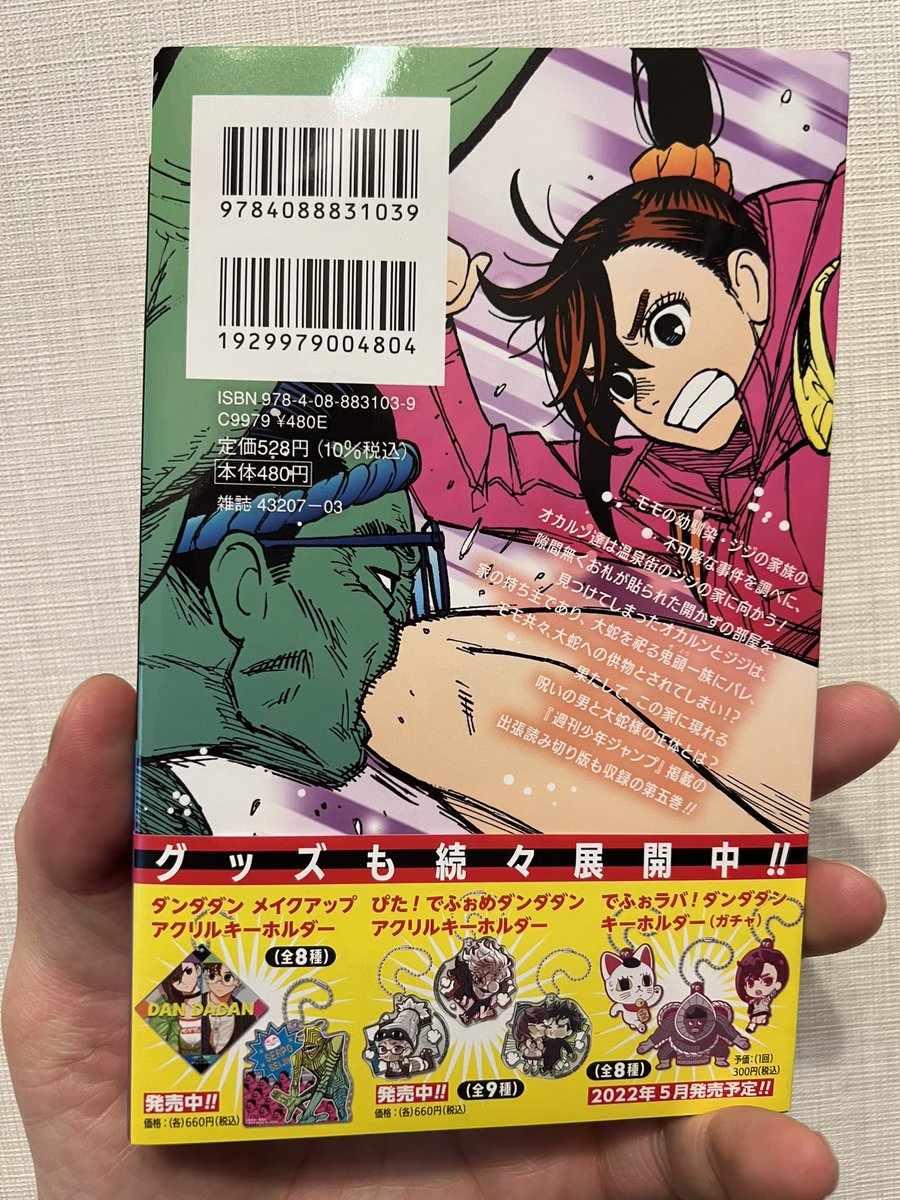 9784088831039
1929979004804
ISBN 978-4-08-883103-9
C9979 ¥480E
定価528円 (10%税込)
本体480円
雑誌 43207-03
モモの幼馴染・ジジの家族の
不可解な事件を調べに、
オカルン達は温泉街のジジの家に向かう!
隙間無くお札が貼られた開かずの部屋を、
見つけてしまったオカルンとジジは、
家の持ち主であり、大蛇を祀る鬼頭一族にバレ、
モモ共々、大蛇への供物とされてしまい!?
果たして、この家に現れる
呪いの男と大蛇様の正体とは?
『週刊少年ジャンプ』掲載の
出張読み切り版も収録の第五巻!!
グッズも続々展開中!!
ダンダダン メイクアップ
アクリルキーホルダー
(全8種)
DAN DADAN
SERPO
SEIJIN
発売中!!
価格:(各)660円(税込)
ぴた!でふぉめダンダダン
アクリルキーホルダー
発売中!!
(全9種)
価格:(各)660円(税込)
でふぉラバ!ダンダダン
キーホルダー(ガチャ)
(全8種)
予価:(1回)
300円(税込)
2022年5月発売予定!!